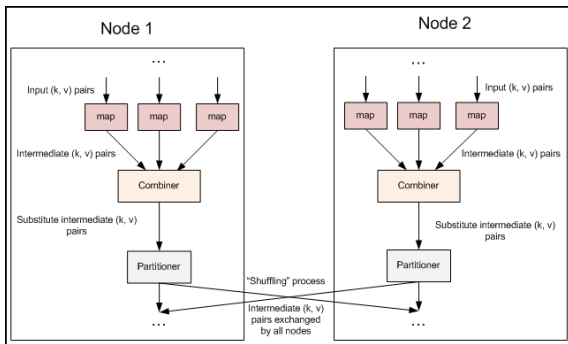 Node 1
Node 2
...
...
Input (k, v) pairs
Input (k, v) pairs
map
map
map
map
map
map
Intermediate (k, v) pairs
Intermediate (k, v) pairs
Combiner
Combiner
Substitute intermediate (k, v)
pairs
Substitute intermediate (k, v)
pairs
Partitioner
Partitioner
"Shuffling" process
Intermediate (k, v)
pairs exchanged
by all nodes
...
...